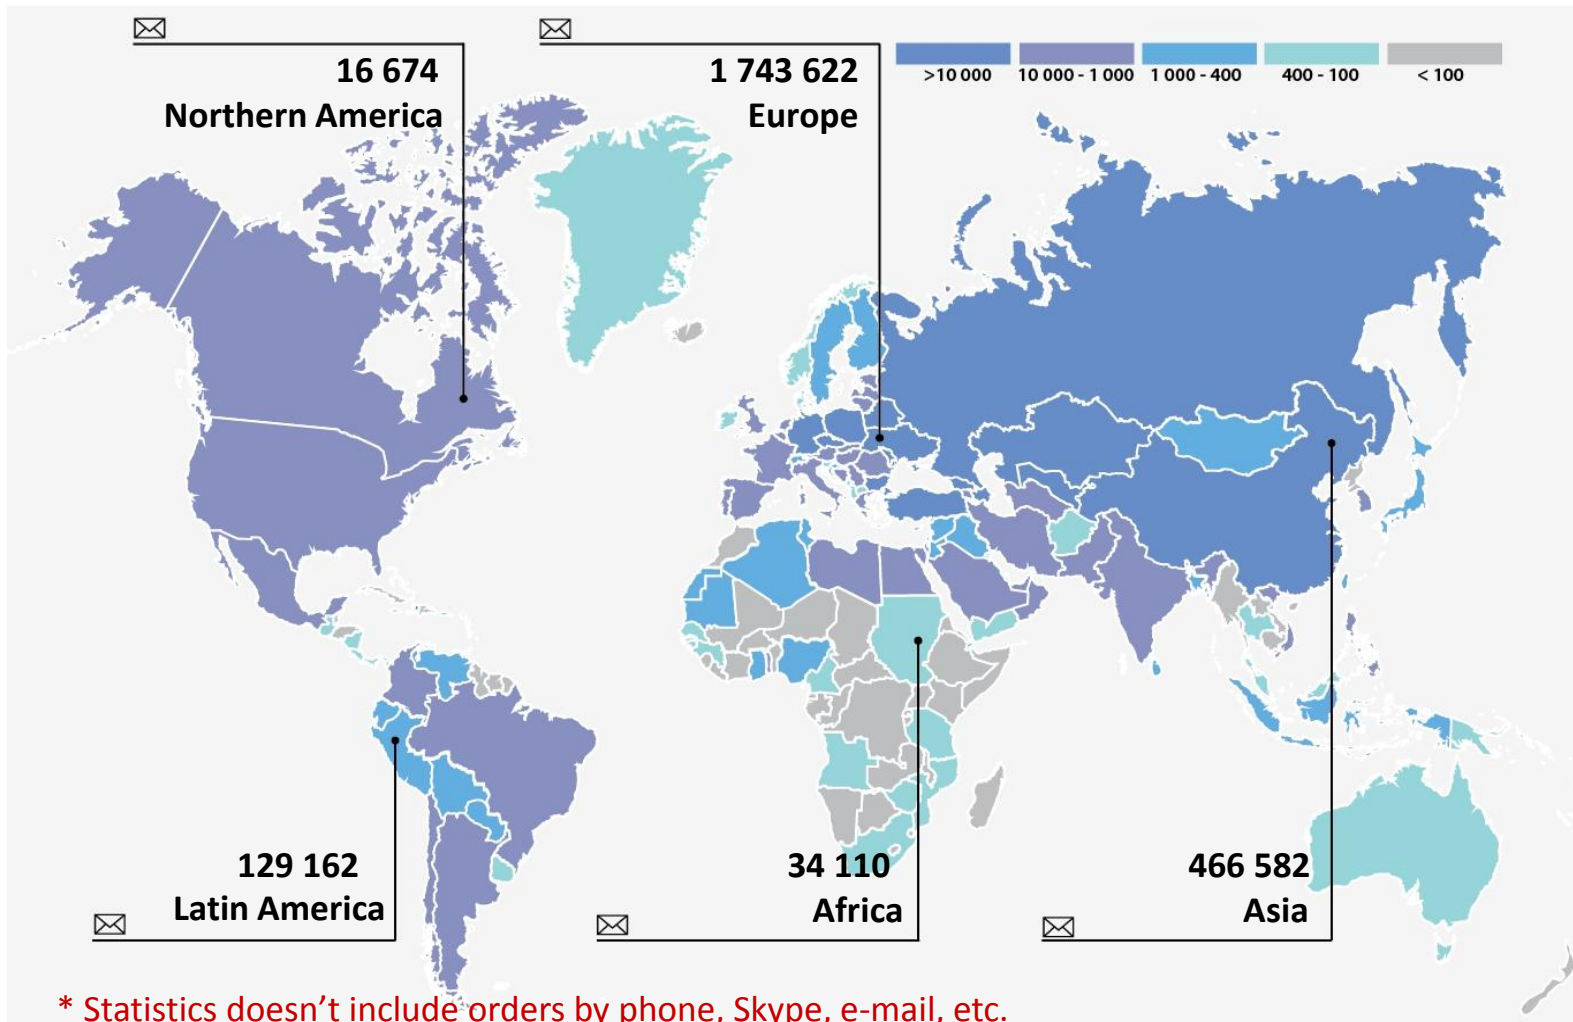 16 674
Northern America
1 743 622
Europe
>10 000
10 000 - 1 000
1 000 - 400
400 - 100
< 100
129 162
Latin America
34 110
Africa
466 582
Asia
* Statistics doesn’t include orders by phone, Skype, e-mail, etc.